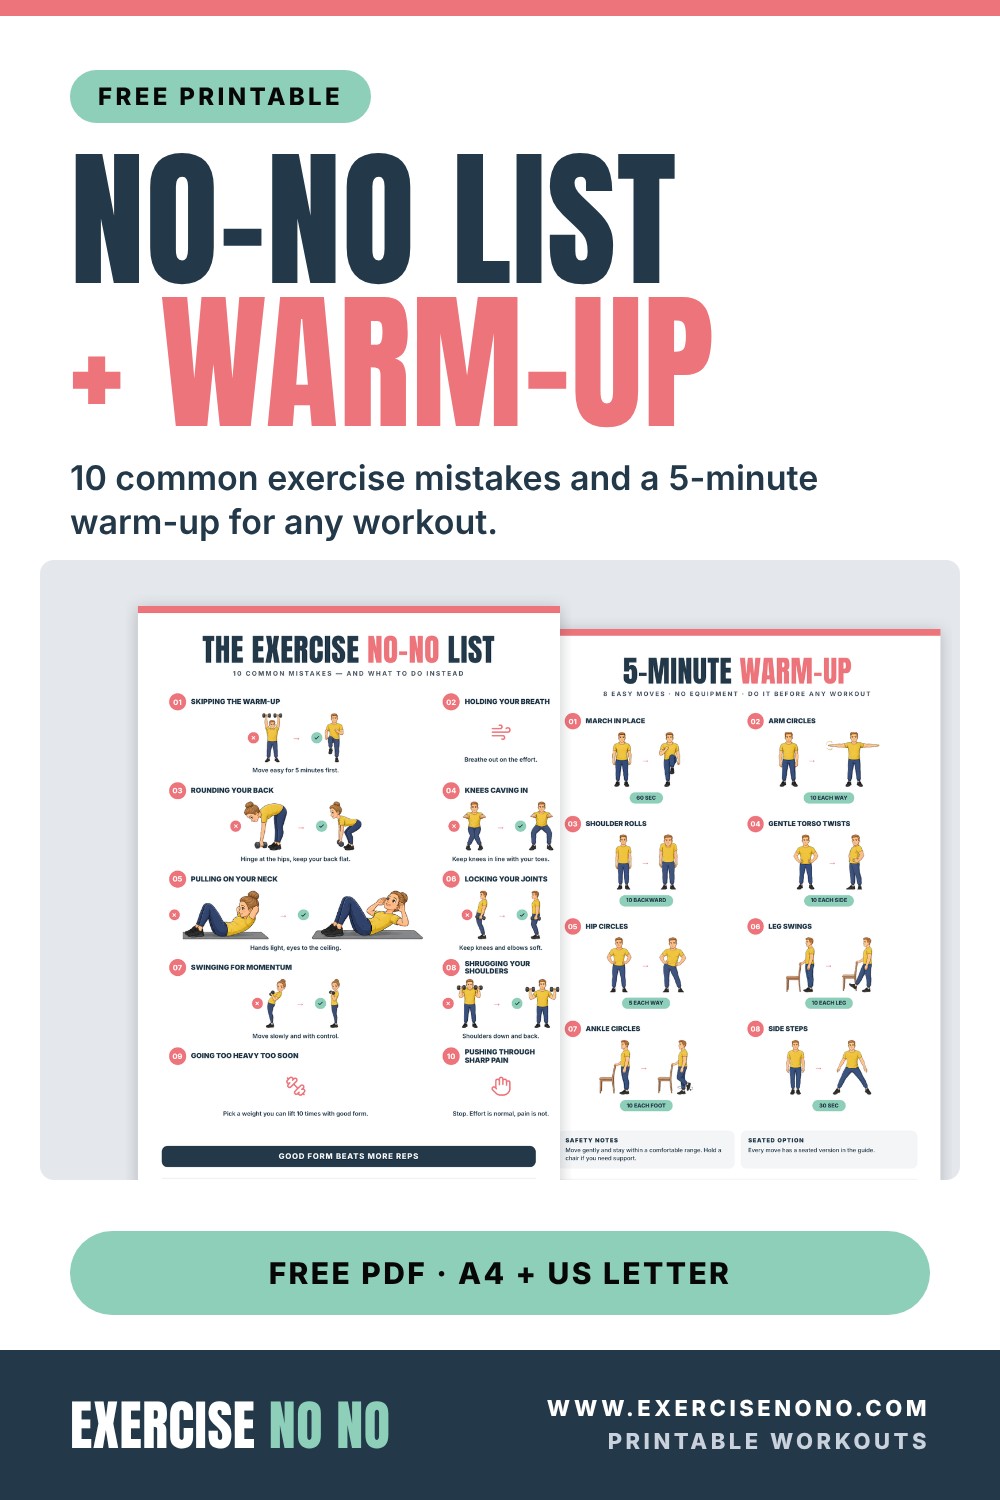 FREE PRINTABLE
NO-NO LIST
+ WARM-UP
10 common exercise mistakes and a 5-minute
warm-up for any workout.
THE EXERCISE NO-NO LIST
10 COMMON MISTAKES — AND WHAT TO DO INSTEAD
01 SKIPPING THE WARM-UP
Move easy for 5 minutes first.
02 HOLDING YOUR BREATH
Breathe out on the effort.
03 ROUNDING YOUR BACK
Hinge at the hips, keep your back flat.
04 KNEES CAVING IN
Keep knees in line with your toes.
05 PULLING ON YOUR NECK
Hands light, eyes to the ceiling.
06 LOCKING YOUR JOINTS
Keep knees and elbows soft.
07 SWINGING FOR MOMENTUM
Move slowly and with control.
08 SHRUGGING YOUR
SHOULDERS
Shoulders down and back.
09 GOING TOO HEAVY TOO SOON
Pick a weight you can lift 10 times with good form.
10 PUSHING THROUGH
SHARP PAIN
Stop. Effort is normal, pain is not.
GOOD FORM BEATS MORE REPS
5-MINUTE WARM-UP
8 EASY MOVES · NO EQUIPMENT · DO IT BEFORE ANY WORKOUT
01 MARCH IN PLACE
60 SEC
02 ARM CIRCLES
10 EACH WAY
03 SHOULDER ROLLS
10 BACKWARD
04 GENTLE TORSO TWISTS
10 EACH SIDE
05 HIP CIRCLES
5 EACH WAY
06 LEG SWINGS
10 EACH LEG
07 ANKLE CIRCLES
10 EACH FOOT
08 SIDE STEPS
30 SEC
SAFETY NOTES
Move gently and stay within a comfortable range. Hold a
chair if you need support.
SEATED OPTION
Every move has a seated version in the guide.
FREE PDF · A4 + US LETTER
EXERCISE NO NO
WWW.EXERCISENONO.COM
PRINTABLE WORKOUTS